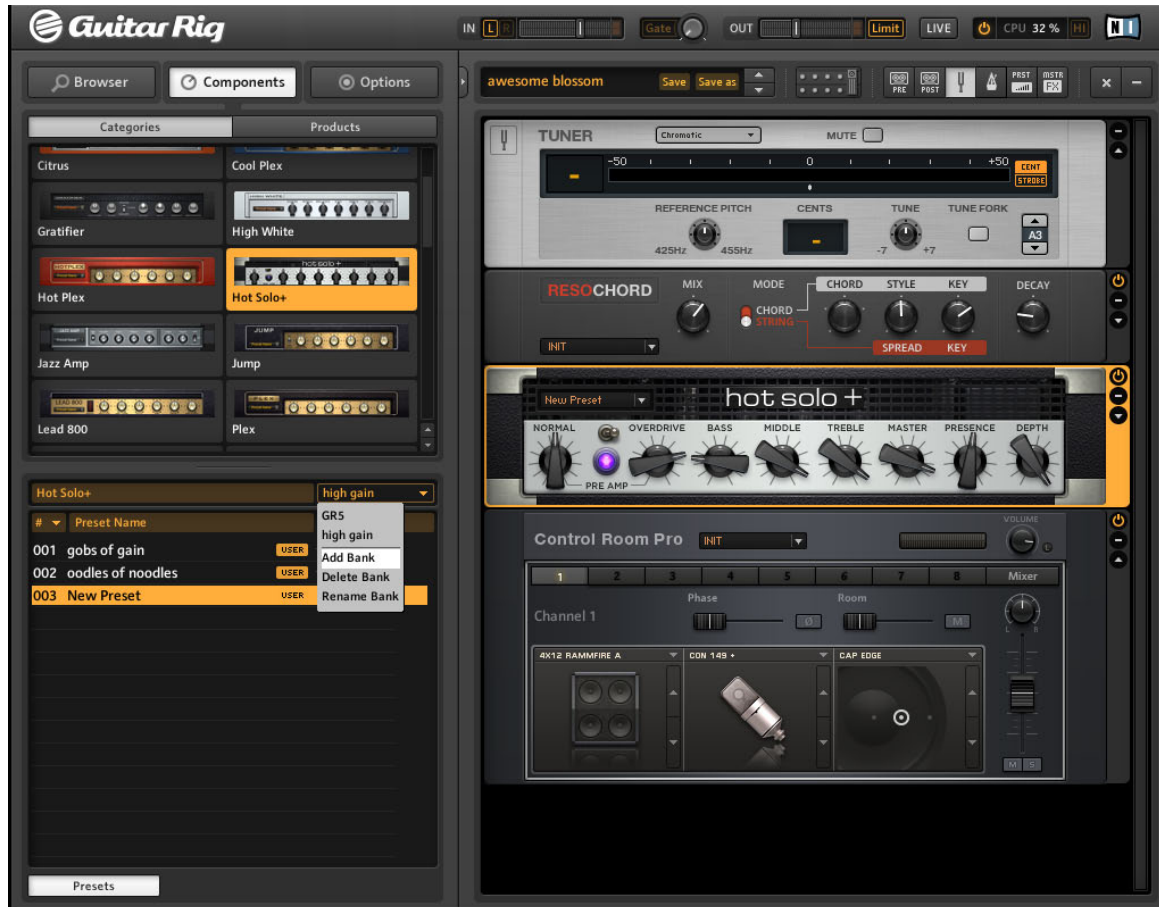 Guitar Rig
IN L R Gate OUT Limit LIVE CPU 32 % HI
Browser Components Options
awesome blossom Save Save as PRE POST PRST MSTR FX
Categories Products
Citrus Cool Plex
Gratifier High White
HOTPLEX hot solo+
Hot Plex Hot Solo+
JUMP
Jazz Amp Jump
LEAD 800 PLEX
Lead 800 Plex
TUNER Chromatic MUTE
-50 0 +50 CENT
STROBE
REFERENCE PITCH CENTS TUNE TUNE FORK
425Hz 455Hz -7 +7 A3
RESOCHORD MIX MODE CHORD STYLE KEY DECAY
CHORD
STRING
INIT SPREAD KEY
New Preset hot solo +
NORMAL OVERDRIVE BASS MIDDLE TREBLE MASTER PRESENCE DEPTH
PRE AMP
Hot Solo+ high gain
# Preset Name
001 gobs of gain USER
002 oodles of noodles USER
003 New Preset USER
GR5
high gain
Add Bank
Delete Bank
Rename Bank
Control Room Pro INIT VOLUME
1 2 3 4 5 6 7 8 Mixer
Channel 1 Phase Ø Room M
L R
4X12 RAMMFIRE A CON 149 + CAP EDGE
M S
Presets